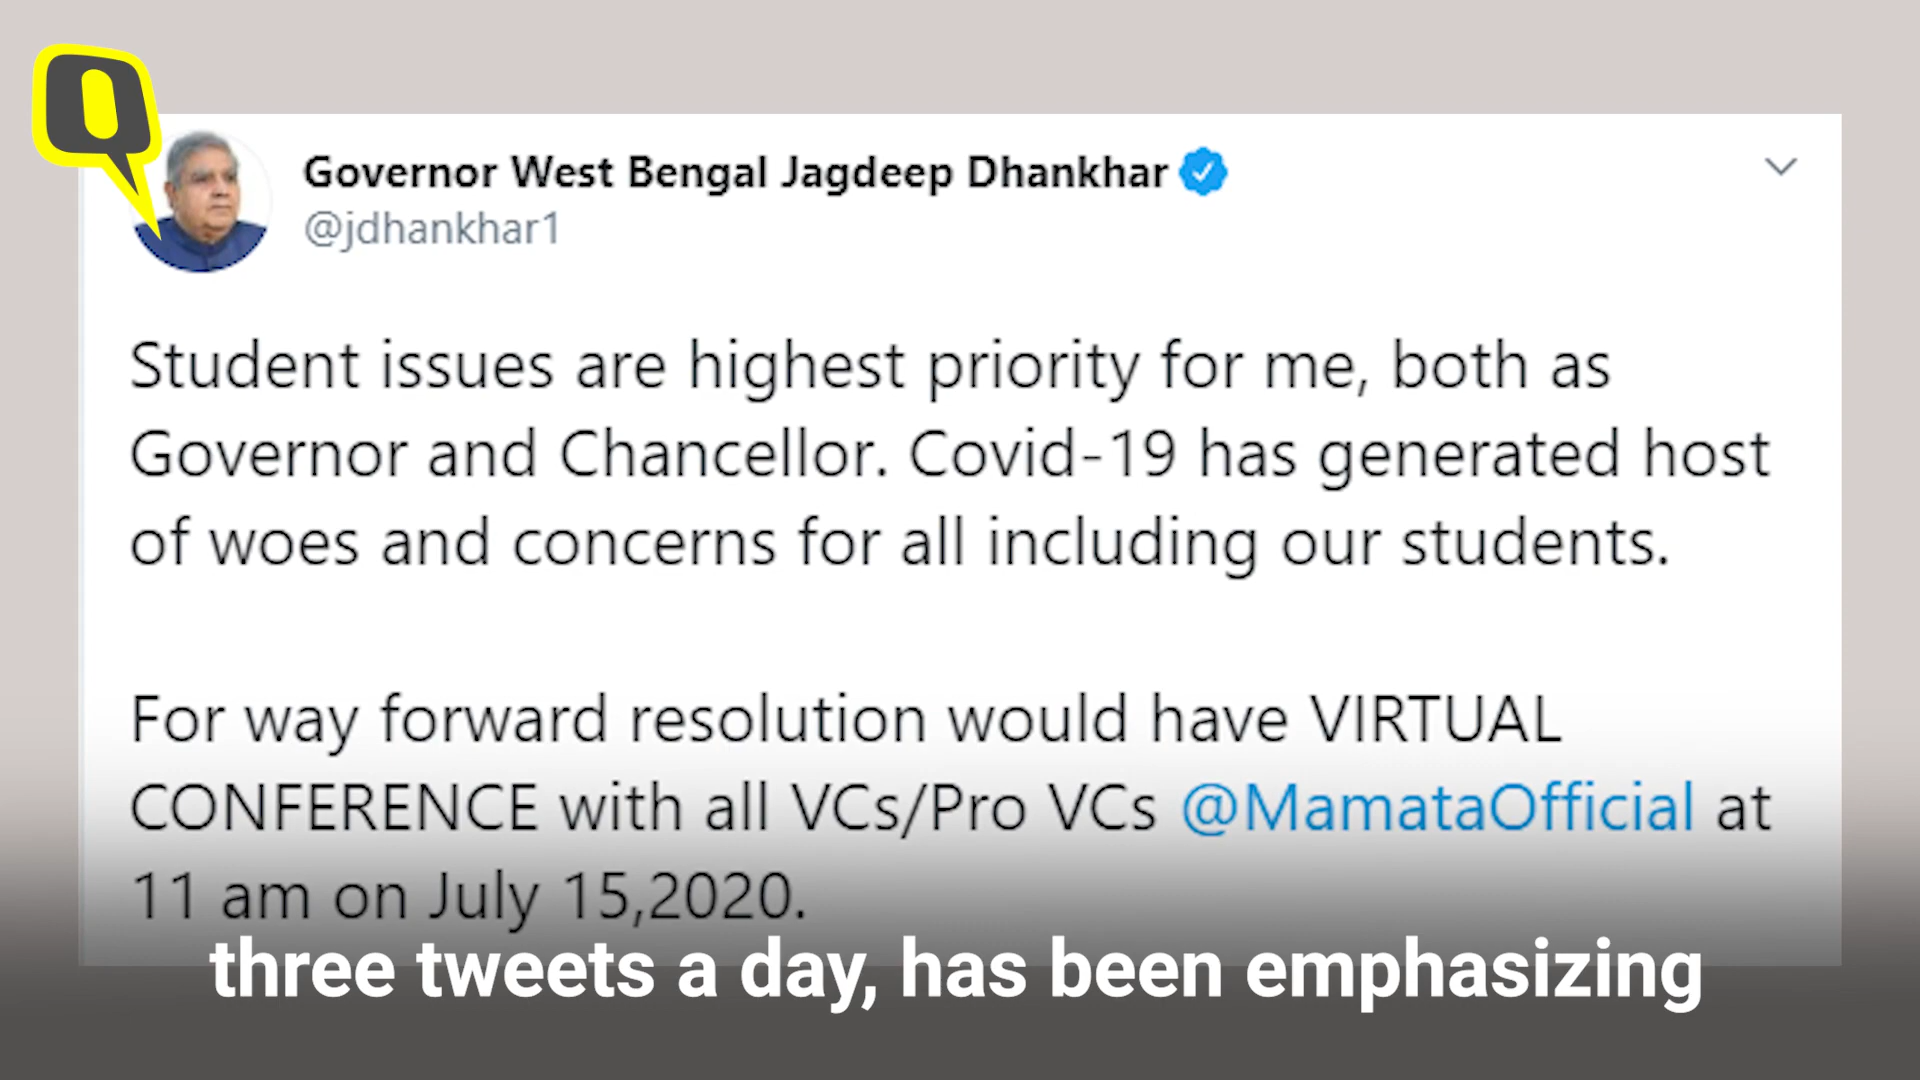 Q
Governor West Bengal Jagdeep Dhankhar
@jdhankhar1
Student issues are highest priority for me, both as
Governor and Chancellor. Covid-19 has generated host
of woes and concerns for all including our students.
For way forward resolution would have VIRTUAL
CONFERENCE with all VCs/Pro VCs @MamataOfficial at
11 am on July 15,2020.
three tweets a day, has been emphasizing